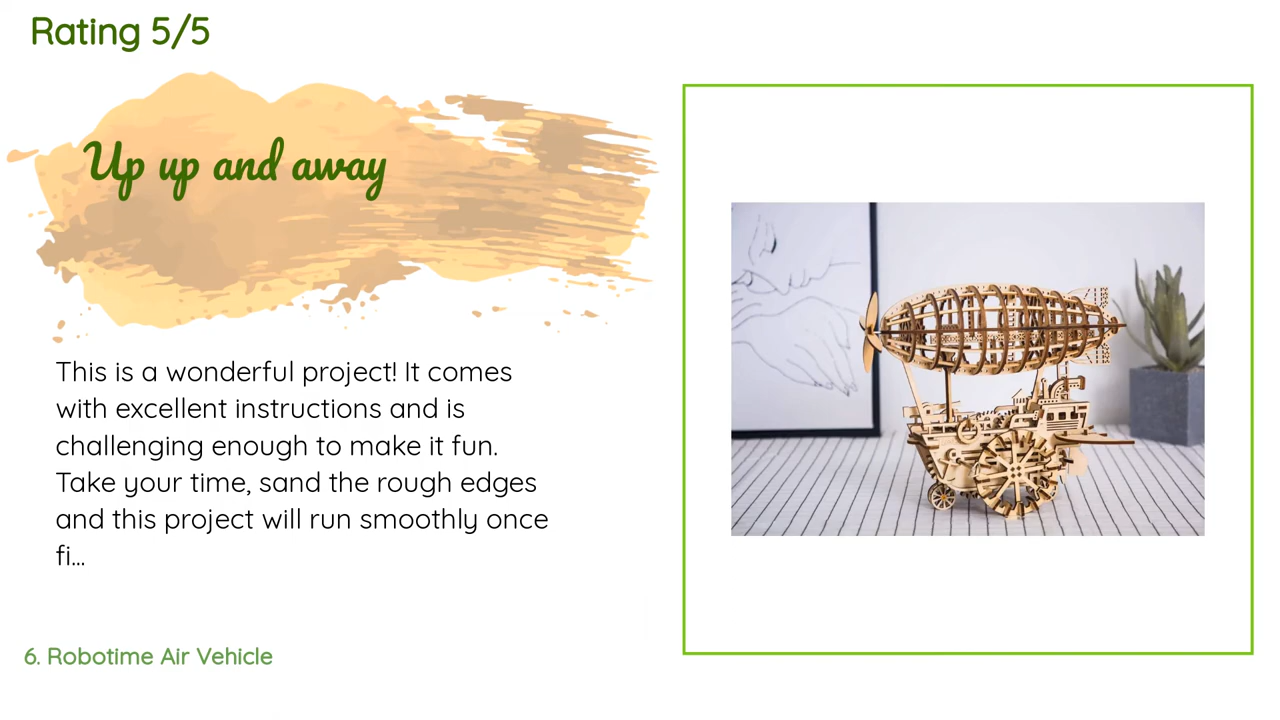 Rating 5/5
Up up and away
This is a wonderful project! It comes
with excellent instructions and is
challenging enough to make it fun.
Take your time, sand the rough edges
and this project will run smoothly once
fi...
6. Robotime Air Vehicle